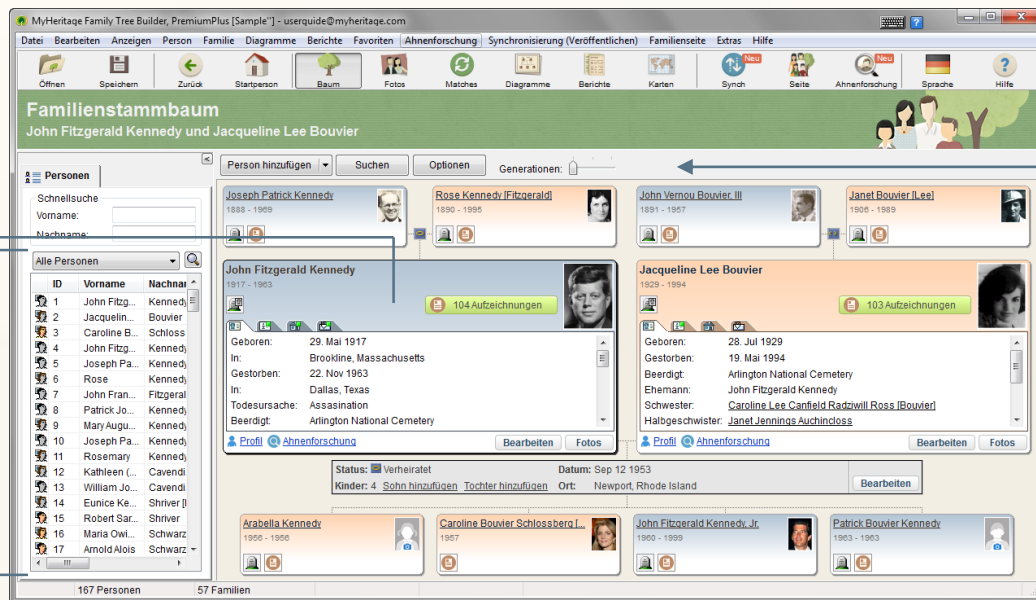 MyHeritage Family Tree Builder, PremiumPlus [Sample"] - userguide@myheritage.com
Datei Bearbeiten Anzeigen Person Familie Diagramme Berichte Favoriten Ahnenforschung Synchronisierung (Veröffentlichen) Familienseite Extras Hilfe
Neu Neu
Öffnen Speichern Zurück Startperson Baum Fotos Matches Diagramme Berichte Karten Synch Seite Ahnenforschung Sprache Hilfe
Familienstammbaum
John Fitzgerald Kennedy und Jacqueline Lee Bouvier
Personen
Schnellsuche
Vorname:
Nachname:
Alle Personen
ID Vorname Nachnar
1 John Fitzg... Kennedy
2 Jacquelin... Bouvier
3 Caroline B... Schloss
4 John Fitzg... Kennedy
5 Joseph Pa... Kennedy
6 Rose Kennedy
7 John Fran... Fitzgeral
8 Patrick Jo... Kennedy
9 Mary Augu... Kennedy
10 Joseph Pa... Kennedy
11 Rosemary Kennedy
12 Kathleen (... Cavendi
13 William Jo... Cavendi
14 Eunice Ke... Shriver [
15 Robert Sar... Shriver
16 Maria Owi... Schwarz
17 Arnold Alois Schwarz
Person hinzufügen Suchen Optionen Generationen:
Joseph Patrick Kennedy
1888 - 1969
Rose Kennedy [Fitzgerald]
1890 - 1995
John Vernou Bouvier, III
1891 - 1957
Janet Bouvier [Lee]
1906 - 1989
John Fitzgerald Kennedy
1917 - 1963
104 Aufzeichnungen
Geboren: 29. Mai 1917
In: Brookline, Massachusetts
Gestorben: 22. Nov 1963
In: Dallas, Texas
Todesursache: Assasination
Beerdigt: Arlington National Cemetery
Profil Ahnenforschung Bearbeiten Fotos
Jacqueline Lee Bouvier
1929 - 1994
103 Aufzeichnungen
Geboren: 28. Jul 1929
Gestorben: 19. Mai 1994
Beerdigt: Arlington National Cemetery
Ehemann: John Fitzgerald Kennedy
Schwester: Caroline Lee Canfield Radziwill Ross [Bouvier]
Halbgeschwister: Janet Jennings Auchincloss
Profil Ahnenforschung Bearbeiten Fotos
Status: Verheiratet Datum: Sep 12 1953
Kinder: 4 Sohn hinzufügen Tochter hinzufügen Ort: Newport, Rhode Island
Bearbeiten
Arabella Kennedy
1956 - 1956
Caroline Bouvier Schlossberg [...
1957
John Fitzgerald Kennedy, Jr.
1960 - 1999
Patrick Bouvier Kennedy
1963 - 1963
167 Personen 57 Familien